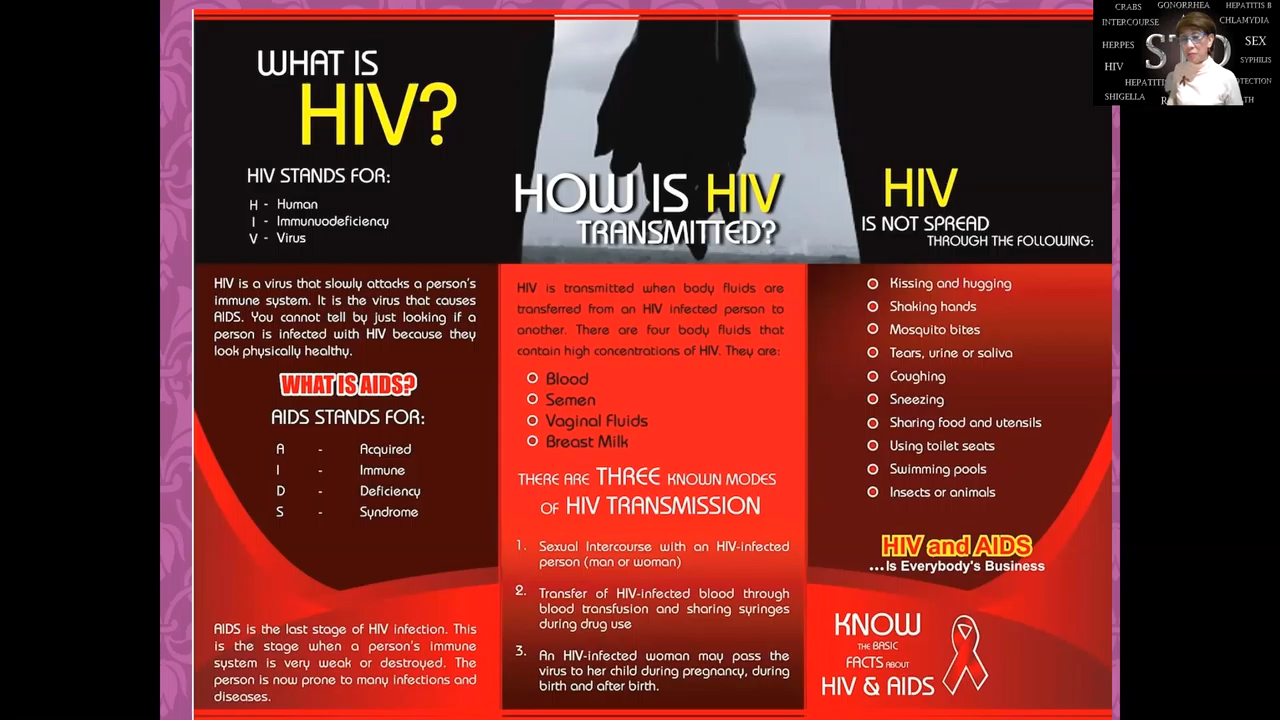 WHAT IS
HIV?
HIV STANDS FOR:
H - Human
I - Immunuodeficiency
V - Virus
HIV is a virus that slowly attacks a person's
immune system. It is the virus that causes
AIDS. You cannot tell by just looking if a
person is infected with HIV because they
look physically healthy.
WHAT IS AIDS?
AIDS STANDS FOR:
A - Acquired
I - Immune
D - Deficiency
S - Syndrome
AIDS is the last stage of HIV infection. This
is the stage when a person's immune
system is very weak or destroyed. The
person is now prone to many infections and
diseases.
HOW IS HIV
TRANSMITTED?
HIV is transmitted when body fluids are
transferred from an HIV infected person to
another. There are four body fluids that
contain high concentrations of HIV. They are:
Blood
Semen
Vaginal Fluids
Breast Milk
THERE ARE THREE KNOWN MODES
OF HIV TRANSMISSION
1. Sexual Intercourse with an HIV-infected
person (man or woman)
2. Transfer of HIV-infected blood through
blood transfusion and sharing syringes
during drug use
3. An HIV-infected woman may pass the
virus to her child during pregnancy, during
birth and after birth.
HIV
IS NOT SPREAD
THROUGH THE FOLLOWING:
Kissing and hugging
Shaking hands
Mosquito bites
Tears, urine or saliva
Coughing
Sneezing
Sharing food and utensils
Using toilet seats
Swimming pools
Insects or animals
HIV and AIDS
...Is Everybody's Business
KNOW
THE BASIC
FACTS ABOUT
HIV & AIDS
CRABS GONORRHEA HEPATITIS B
INTERCOURSE CHLAMYDIA
HERPES SEX
HIV SYPHILIS
SHIGELLA